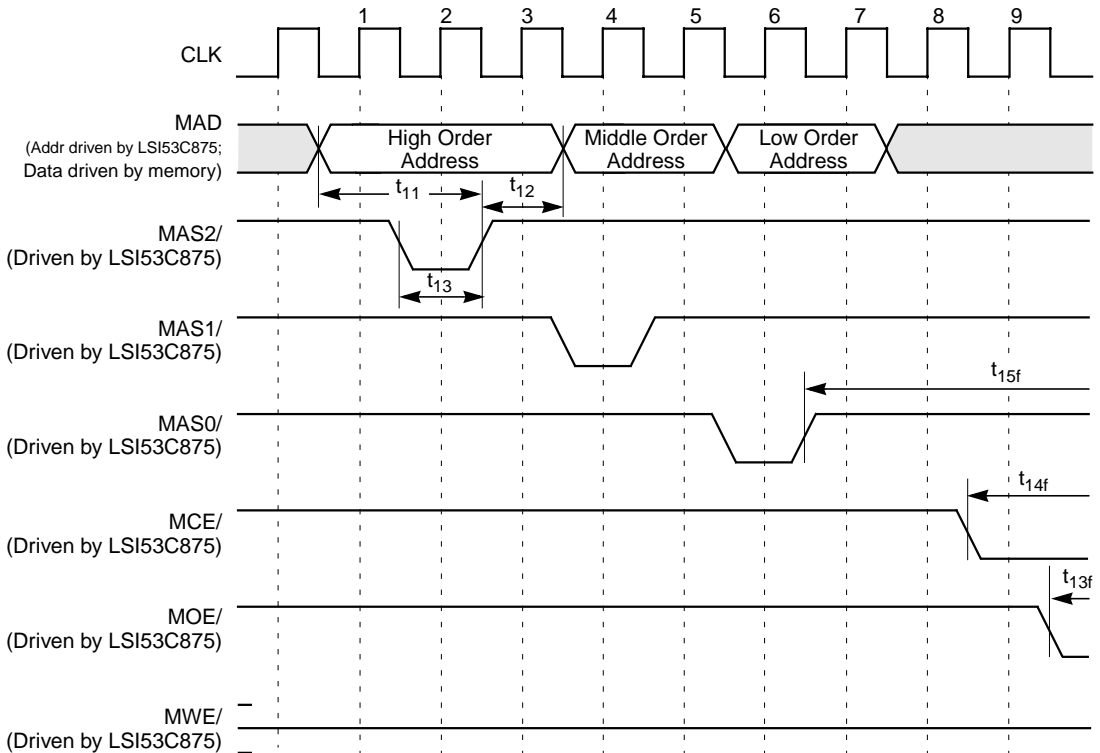 1 2 3 4 5 6 7 8 9
CLK
MAD
(Addr driven by LSI53C875;
Data driven by memory)
High Order
Address
Middle Order
Address
Low Order
Address
t11
t12
MAS2/
(Driven by LSI53C875)
t13
MAS1/
(Driven by LSI53C875)
t15f
MAS0/
(Driven by LSI53C875)
t14f
MCE/
(Driven by LSI53C875)
t13f
MOE/
(Driven by LSI53C875)
MWE/
(Driven by LSI53C875)